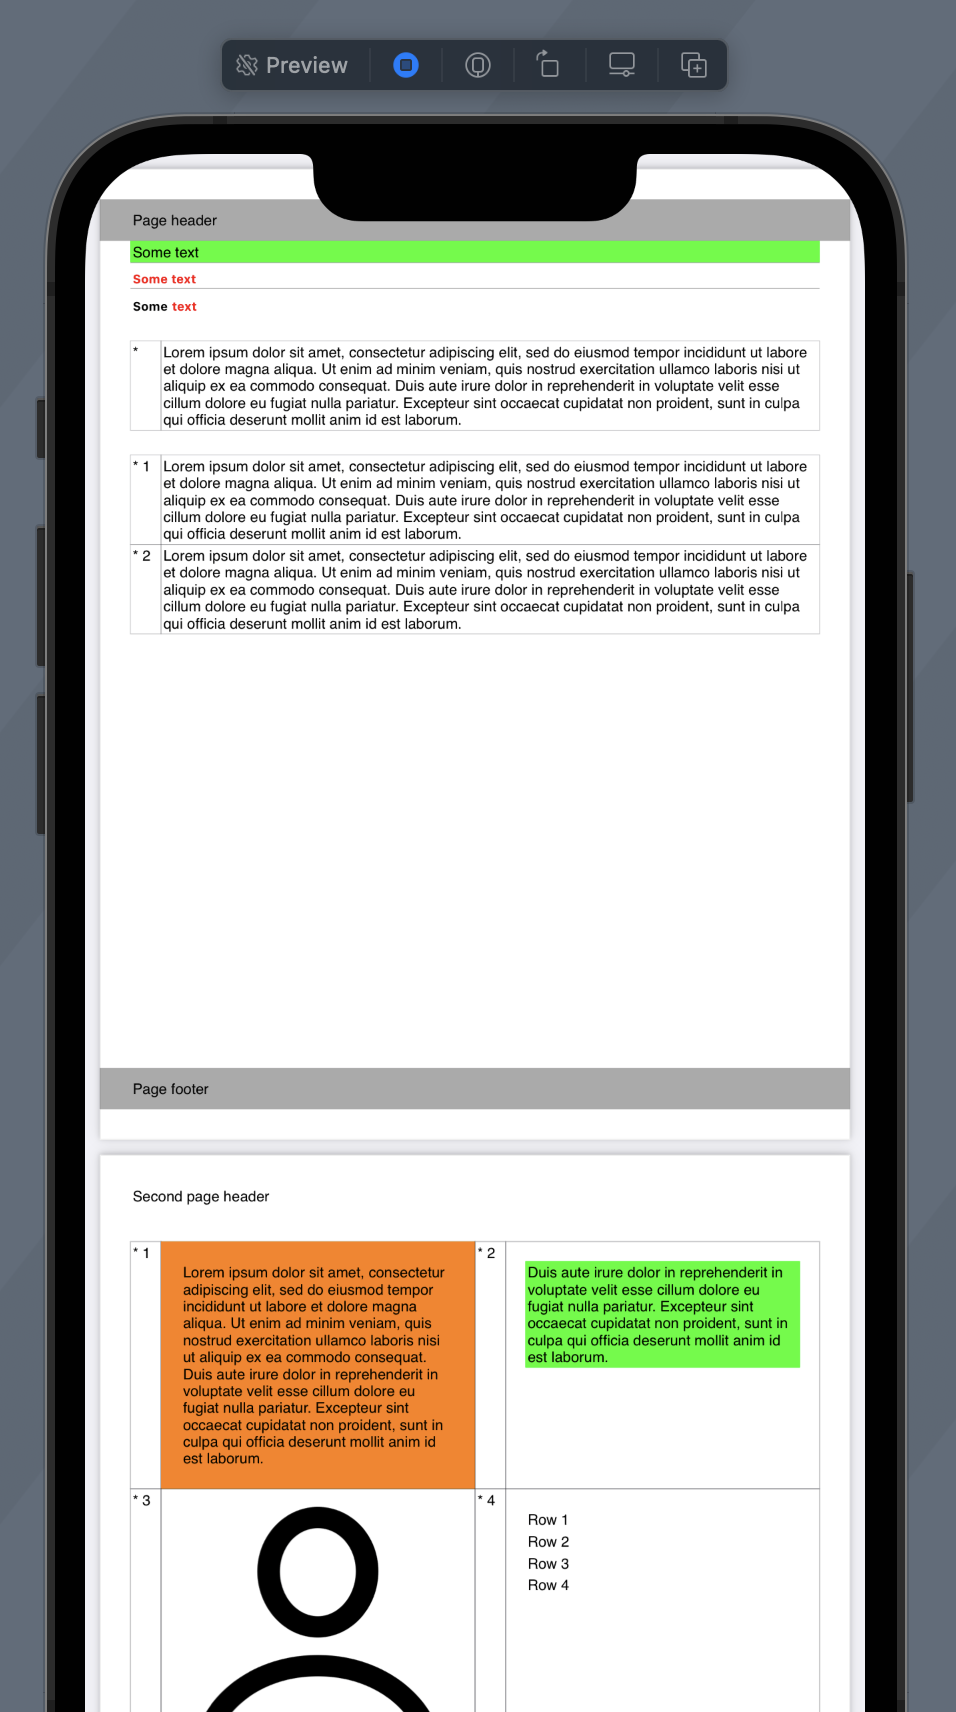 Preview
Page header
Some text
Some text
Some text
* Lorem ipsum dolor sit amet, consectetur adipiscing elit, sed do eiusmod tempor incididunt ut labore
et dolore magna aliqua. Ut enim ad minim veniam, quis nostrud exercitation ullamco laboris nisi ut
aliquip ex ea commodo consequat. Duis aute irure dolor in reprehenderit in voluptate velit esse
cillum dolore eu fugiat nulla pariatur. Excepteur sint occaecat cupidatat non proident, sunt in culpa
qui officia deserunt mollit anim id est laborum.
* 1 Lorem ipsum dolor sit amet, consectetur adipiscing elit, sed do eiusmod tempor incididunt ut labore
et dolore magna aliqua. Ut enim ad minim veniam, quis nostrud exercitation ullamco laboris nisi ut
aliquip ex ea commodo consequat. Duis aute irure dolor in reprehenderit in voluptate velit esse
cillum dolore eu fugiat nulla pariatur. Excepteur sint occaecat cupidatat non proident, sunt in culpa
qui officia deserunt mollit anim id est laborum.
* 2 Lorem ipsum dolor sit amet, consectetur adipiscing elit, sed do eiusmod tempor incididunt ut labore
et dolore magna aliqua. Ut enim ad minim veniam, quis nostrud exercitation ullamco laboris nisi ut
aliquip ex ea commodo consequat. Duis aute irure dolor in reprehenderit in voluptate velit esse
cillum dolore eu fugiat nulla pariatur. Excepteur sint occaecat cupidatat non proident, sunt in culpa
qui officia deserunt mollit anim id est laborum.
Page footer
Second page header
* 1
Lorem ipsum dolor sit amet, consectetur
adipiscing elit, sed do eiusmod tempor
incididunt ut labore et dolore magna
aliqua. Ut enim ad minim veniam, quis
nostrud exercitation ullamco laboris nisi
ut aliquip ex ea commodo consequat.
Duis aute irure dolor in reprehenderit in
voluptate velit esse cillum dolore eu
fugiat nulla pariatur. Excepteur sint
occaecat cupidatat non proident, sunt in
culpa qui officia deserunt mollit anim id
est laborum.
* 2
Duis aute irure dolor in reprehenderit in
voluptate velit esse cillum dolore eu
fugiat nulla pariatur. Excepteur sint
occaecat cupidatat non proident, sunt in
culpa qui officia deserunt mollit anim id
est laborum.
* 3
* 4
Row 1
Row 2
Row 3
Row 4